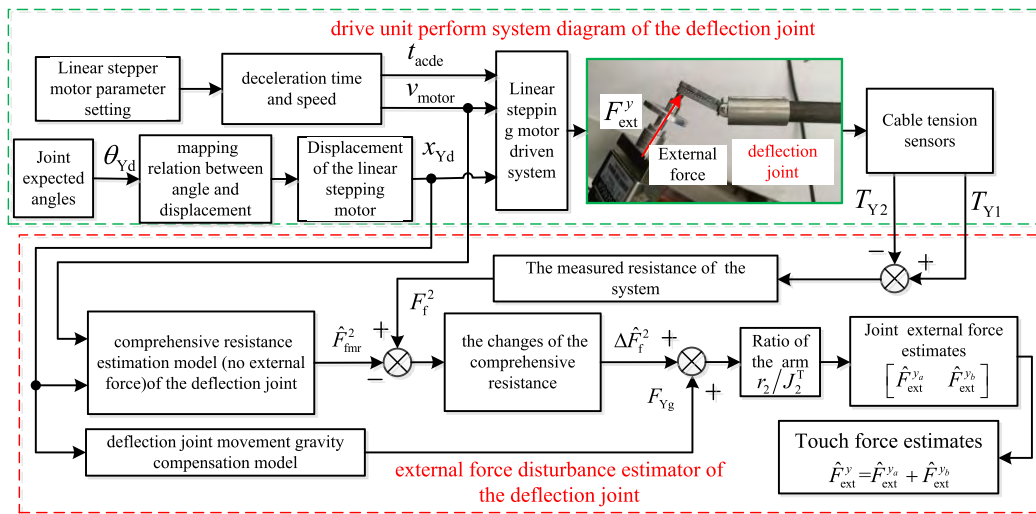 drive unit perform system diagram of the deflection joint
Linear stepper
motor parameter
setting
deceleration time
and speed
t_acde
v_motor
Linear
steppin
g motor
driven
system
F_ext^y
External
force
deflection
joint
Cable tension
sensors
Joint
expected
angles
θ_Yd
mapping
relation between
angle and
displacement
Displacement
of the linear
stepping
motor
x_Yd
T_Y2
T_Y1
−
+
The measured resistance of the
system
F_f^2
comprehensive resistance
estimation model (no external
force)of the deflection joint
F̂_fmr^2
+
−
the changes of the
comprehensive
resistance
ΔF̂_f^2
+
+
F_Yg
Ratio of
the arm
r_2/J_2^T
Joint external force
estimates
[F̂_ext^{y_a} F̂_ext^{y_b}]
deflection joint movement gravity
compensation model
external force disturbance estimator of
the deflection joint
Touch force estimates
F̂_ext^y=F̂_ext^{y_a} + F̂_ext^{y_b}